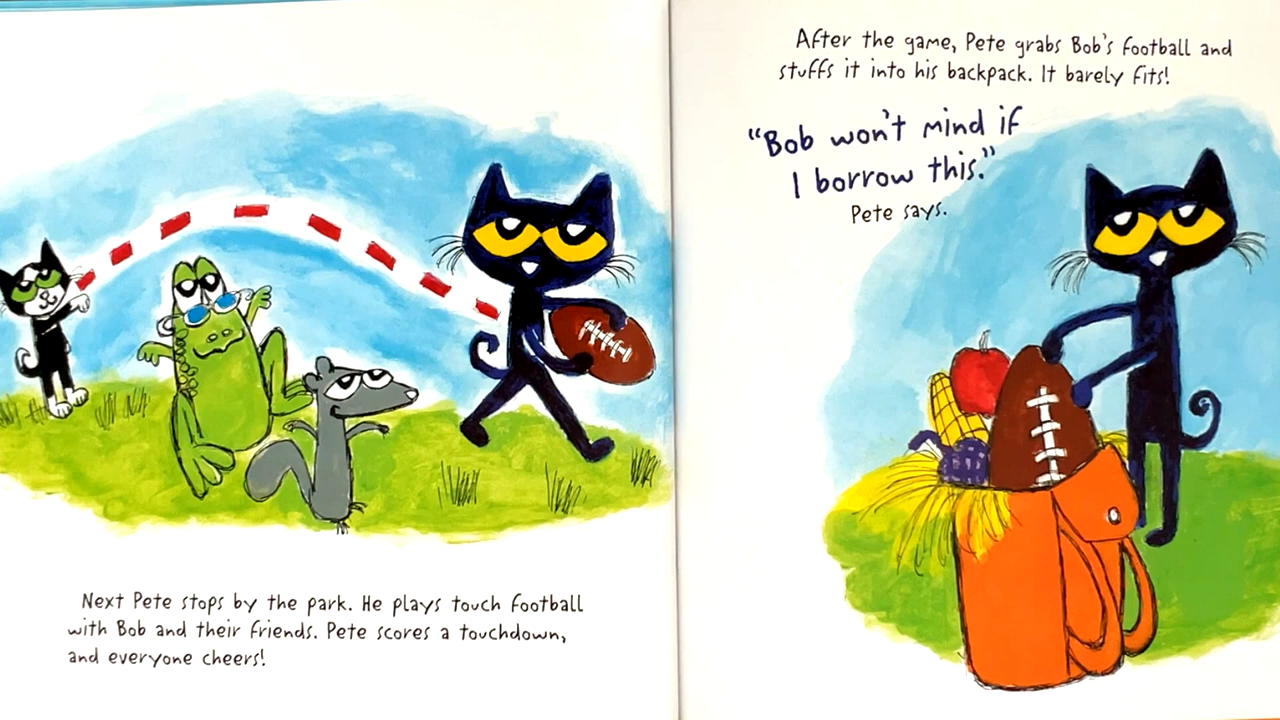 Next Pete stops by the park. He plays touch football
with Bob and their friends. Pete scores a touchdown,
and everyone cheers!
After the game, Pete grabs Bob's football and
stuffs it into his backpack. It barely fits!
"Bob won't mind if
I borrow this."
Pete says.